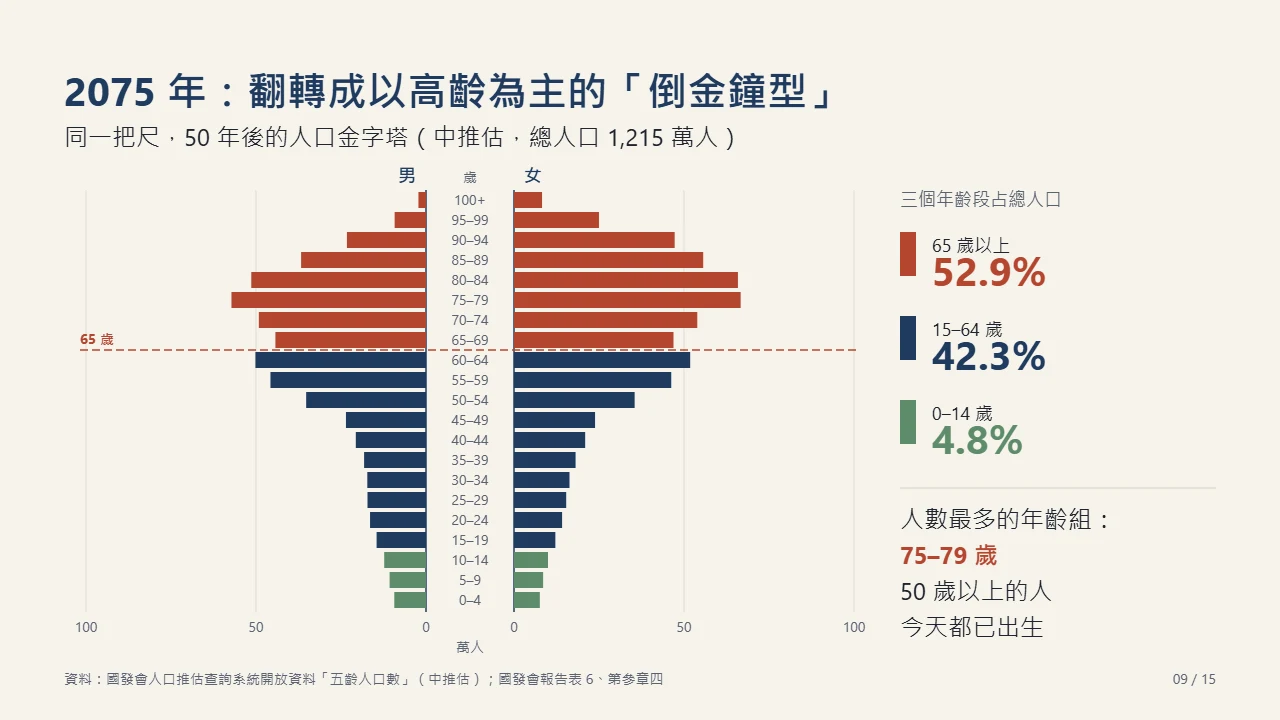 2075 年：翻轉成以高齡為主的「倒金鐘型」
同一把尺，50 年後的人口金字塔（中推估，總人口 1,215 萬人）
男 歲 女
100+
95–99
90–94
85–89
80–84
75–79
70–74
65 歲
65–69
60–64
55–59
50–54
45–49
40–44
35–39
30–34
25–29
20–24
15–19
10–14
5–9
0–4
100 50 0 0 50 100
萬人
三個年齡段占總人口
65 歲以上
52.9%
15–64 歲
42.3%
0–14 歲
4.8%
人數最多的年齡組：
75–79 歲
50 歲以上的人
今天都已出生
資料：國發會人口推估查詢系統開放資料「五齡人口數」（中推估）；國發會報告表 6、第參章四
09 / 15